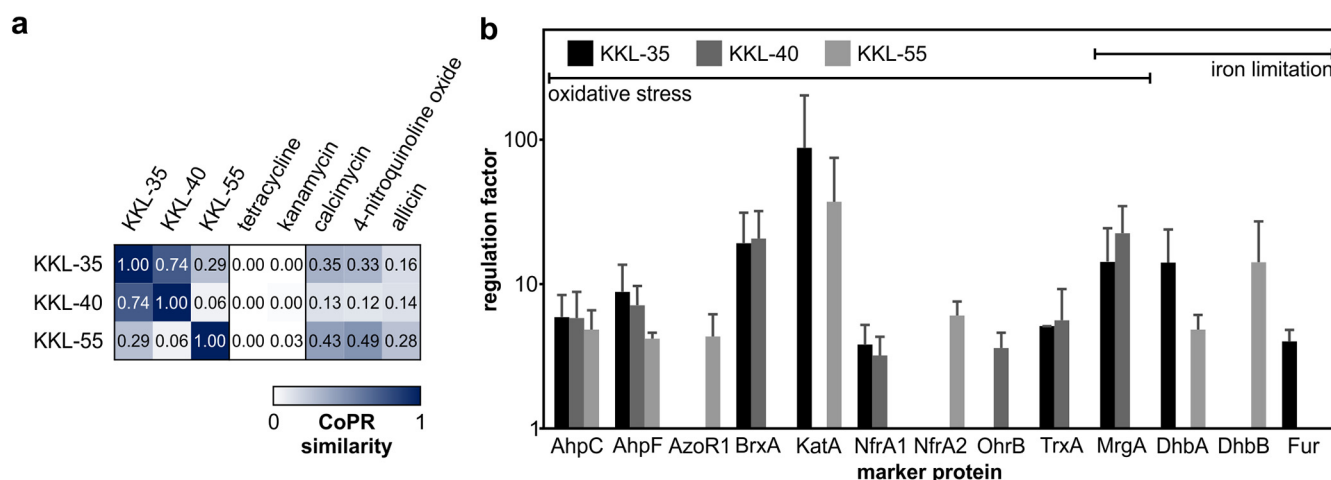 a
KKL-35
KKL-40
KKL-55
tetracycline
kanamycin
calcimycin
4-nitroquinoline oxide
allicin
KKL-35 1.00 0.74 0.29 0.00 0.00 0.35 0.33 0.16
KKL-40 0.74 1.00 0.06 0.00 0.00 0.13 0.12 0.14
KKL-55 0.29 0.06 1.00 0.00 0.03 0.43 0.49 0.28
0 CoPR 1
similarity
b
KKL-35 KKL-40 KKL-55
oxidative stress
iron limitation
regulation factor
100
10
1
AhpC AhpF AzoR1 BrxA KatA NfrA1 NfrA2 OhrB TrxA MrgA DhbA DhbB Fur
marker protein